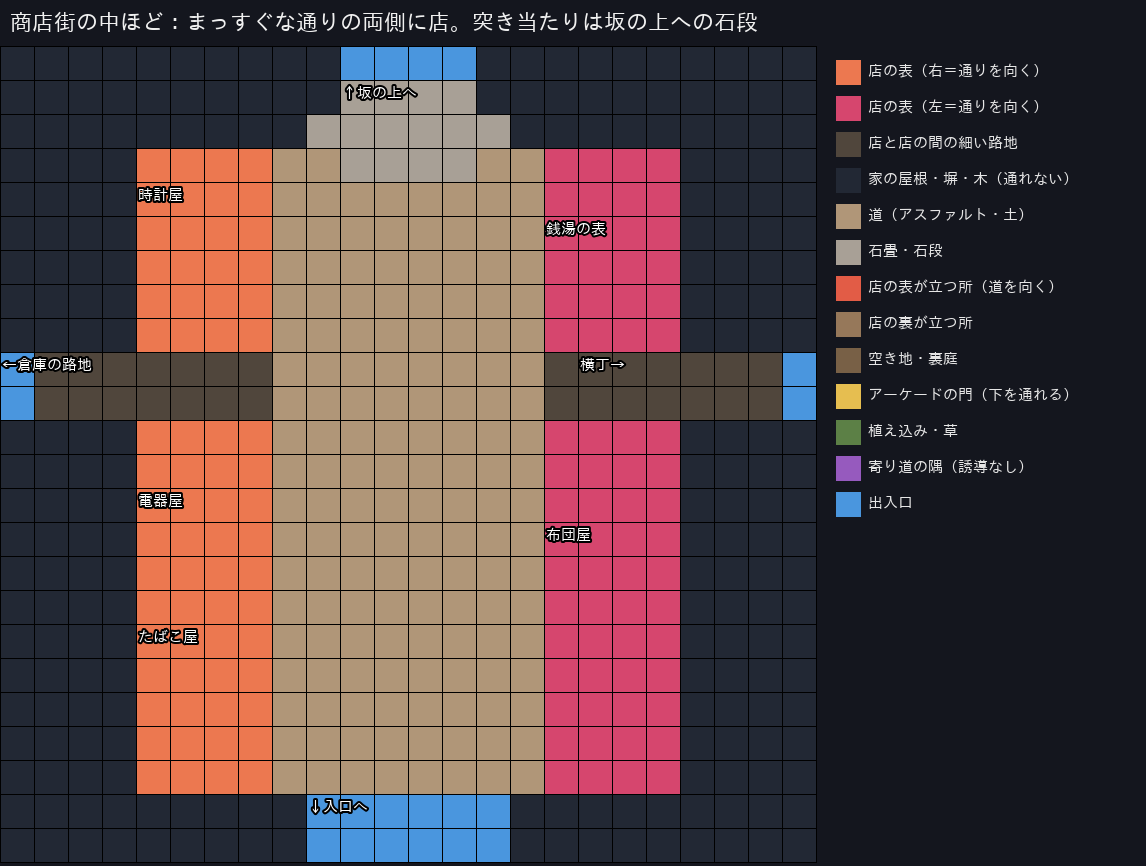 商店街の中ほど：まっすぐな通りの両側に店。突き当たりは坂の上への石段
↑坂の上へ
時計屋
銭湯の表
←倉庫の路地
横丁→
電器屋
布団屋
たばこ屋
↓入口へ
店の表（右＝通りを向く）
店の表（左＝通りを向く）
店と店の間の細い路地
家の屋根・塀・木（通れない）
道（アスファルト・土）
石畳・石段
店の表が立つ所（道を向く）
店の裏が立つ所
空き地・裏庭
アーケードの門（下を通れる）
植え込み・草
寄り道の隅（誘導なし）
出入口